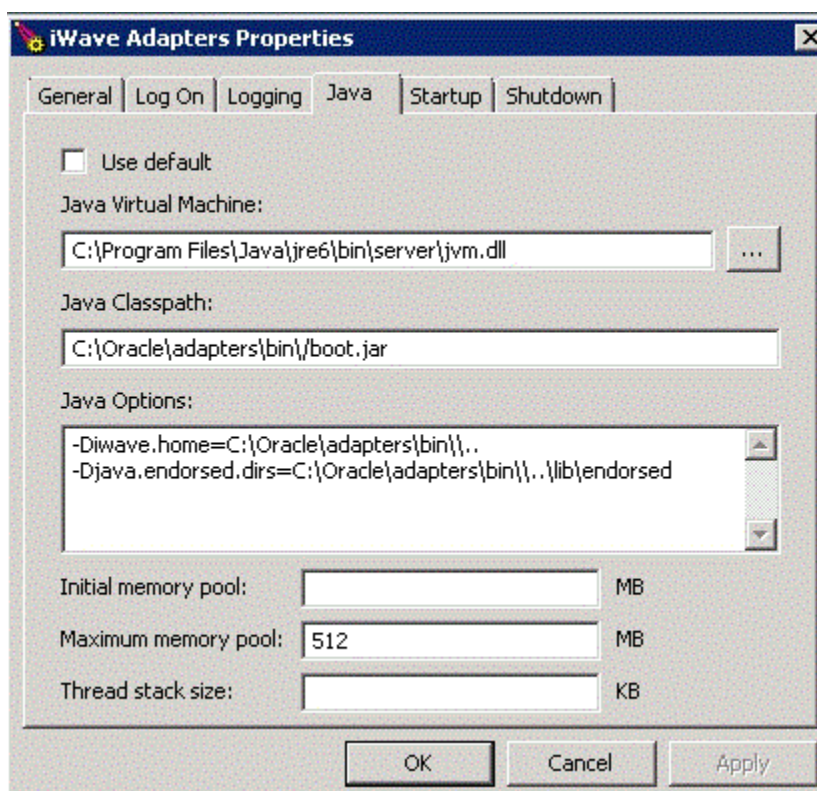 iWave Adapters Properties
General Log On Logging Java Startup Shutdown
Use default
Java Virtual Machine:
C:\Program Files\Java\jre6\bin\server\jvm.dll ...
Java Classpath:
C:\Oracle\adapters\bin\/boot.jar
Java Options:
-Diwave.home=C:\Oracle\adapters\bin\\..
-Djava.endorsed.dirs=C:\Oracle\adapters\bin\\..\lib\endorsed
Initial memory pool: MB
Maximum memory pool: 512 MB
Thread stack size: KB
OK Cancel Apply